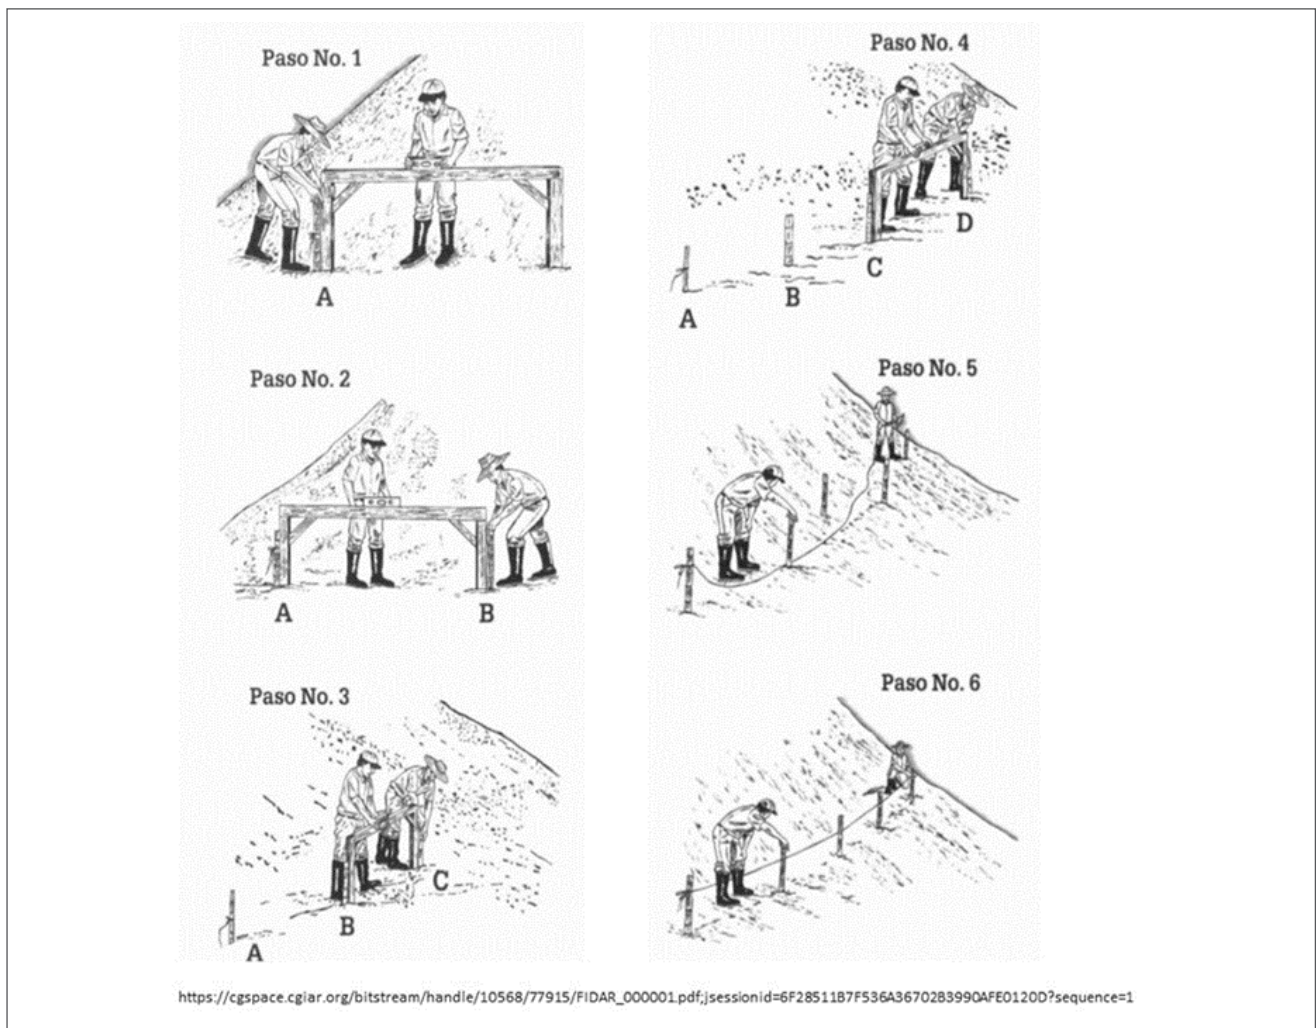 Paso No. 1
A
Paso No. 2
A
B
Paso No. 3
A
B
C
Paso No. 4
A
B
C
D
Paso No. 5
Paso No. 6
https://cgspace.cgiar.org/bitstream/handle/10568/77915/FIDAR_000001.pdf;jsessionid=6F28511B7F536A36702B3990AFE0120D?sequence=1